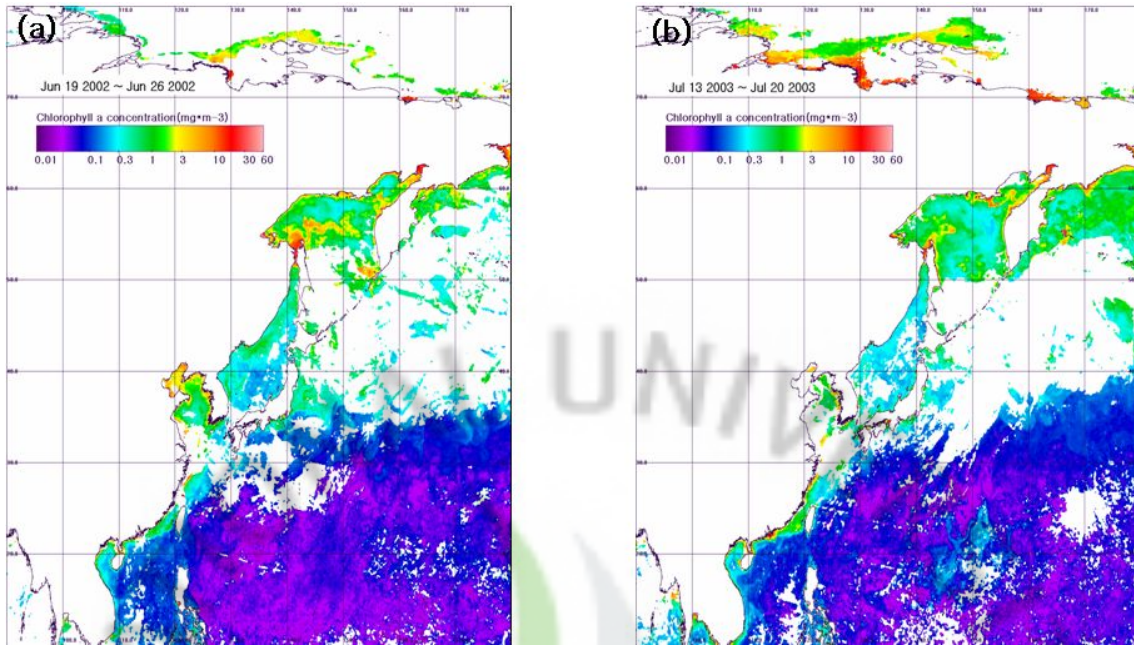 (a)
Jun 19 2002 ~ Jun 26 2002
Chlorophyll a concentration(mg*m-3)
0.01 0.1 0.3 1 3 10 30 60
(b)
Jul 13 2003 ~ Jul 20 2003
Chlorophyll a concentration(mg*m-3)
0.01 0.1 0.3 1 3 10 30 60
UNIV